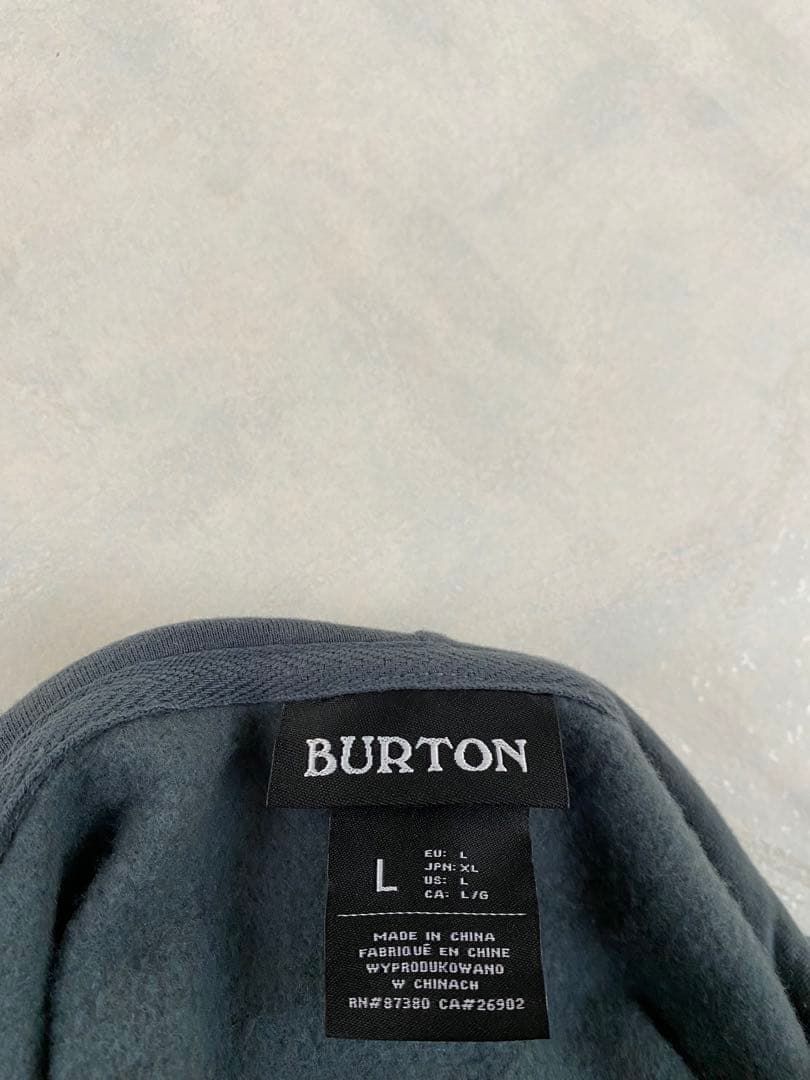 BURTON
L
EU: L
JPN: XL
US: L
CA: L/G
MADE IN CHINA
FABRIQUÉ EN CHINE
WYPRODUKOWANO
W CHINACH
RN#87380 CA#26902